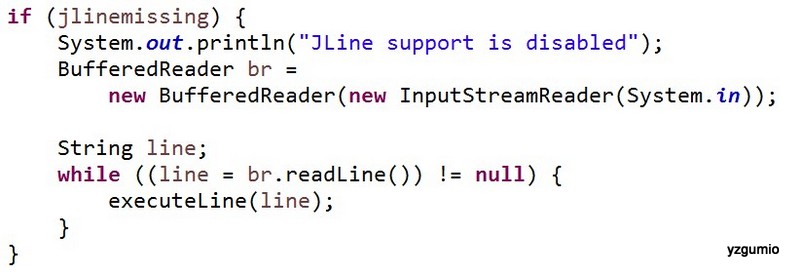 if (jlinemissing) {
    System.out.println("JLine support is disabled");
    BufferedReader br =
        new BufferedReader(new InputStreamReader(System.in));

    String line;
    while ((line = br.readLine()) != null) {
        executeLine(line);
    }
}
yzgumio